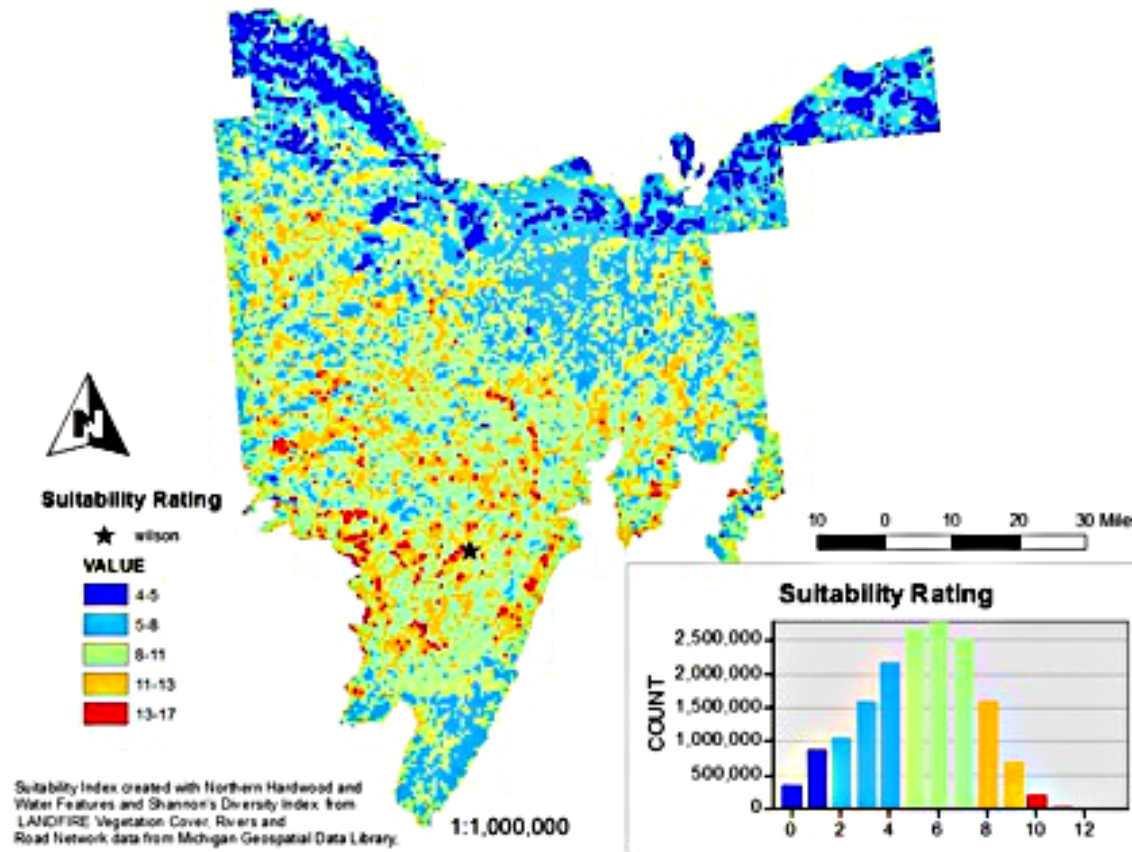 N
Suitability Rating
wilson
VALUE
4-5
5-8
8-11
11-13
13-17
Suitability Index created with Northern Hardwood and
Water Features and Shannon's Diversity Index from
LANDFIRE Vegetation Cover, Rivers and
Road Network data from Michigan Geospatial Data Library.
1:1,000,000
10 0 10 20 30 Miles
Suitability Rating
COUNT
2,500,000
2,000,000
1,500,000
1,000,000
500,000
0
0 2 4 6 8 10 12